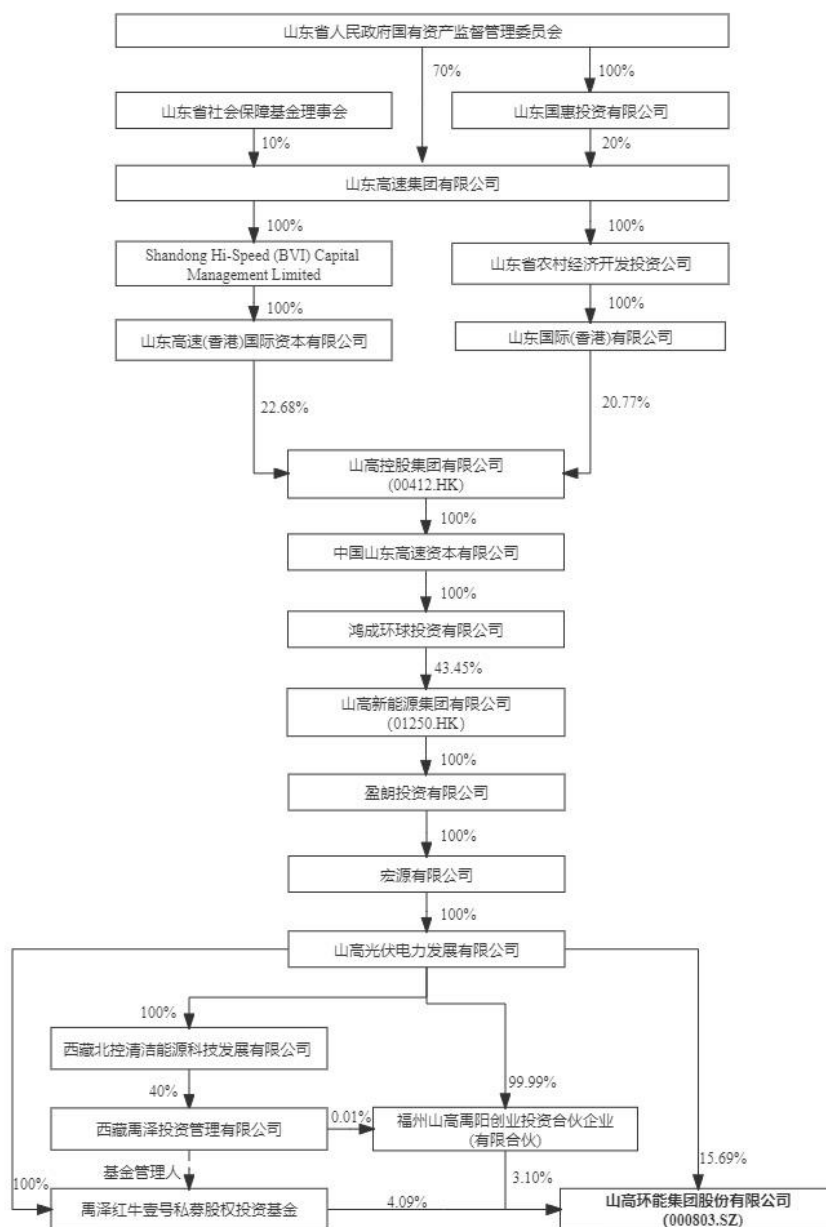 山东省人民政府国有资产监督管理委员会
70%
100%
山东省社会保障基金理事会
山东国惠投资有限公司
10%
20%
山东高速集团有限公司
100%
100%
Shandong Hi-Speed (BVI) Capital
Management Limited
山东省农村经济开发投资公司
100%
100%
山东高速(香港)国际资本有限公司
山东国际(香港)有限公司
22.68%
20.77%
山高控股集团有限公司
(00412.HK)
100%
中国山东高速资本有限公司
100%
鸿成环球投资有限公司
43.45%
山高新能源集团有限公司
(01250.HK)
100%
盈朗投资有限公司
100%
宏源有限公司
100%
山高光伏电力发展有限公司
100%
西藏北控清洁能源科技发展有限公司
40%
99.99%
西藏禹泽投资管理有限公司
0.01%
福州山高禹阳创业投资合伙企业
(有限合伙)
基金管理人
3.10%
15.69%
100%
禹泽红牛壹号私募股权投资基金
4.09%
山高环能集团股份有限公司
(000803.SZ)